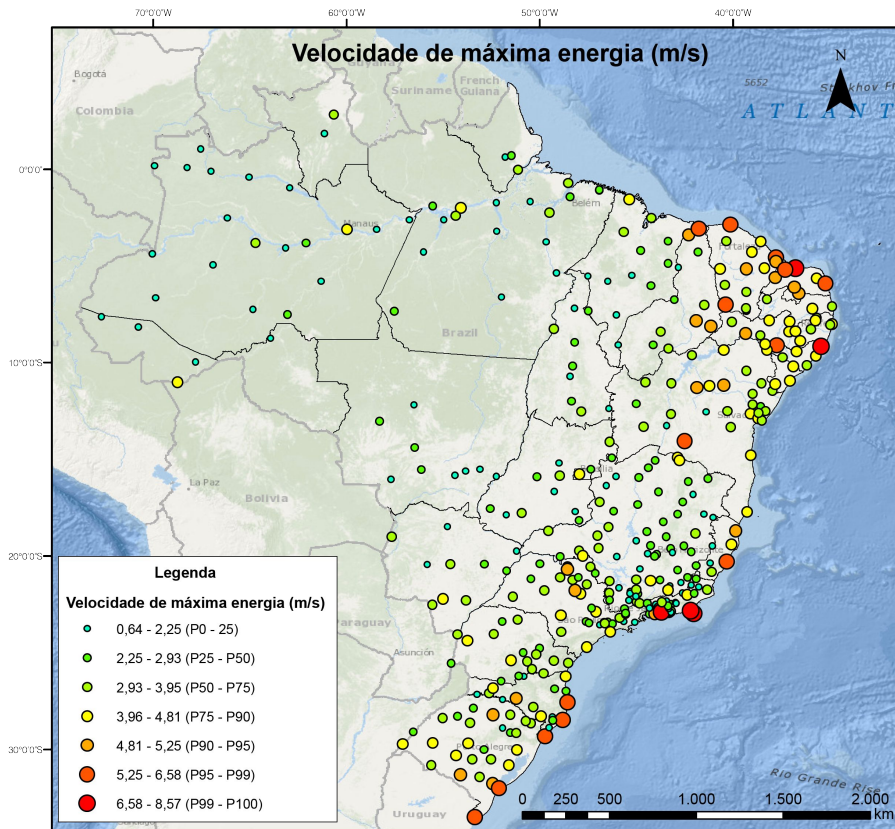 70°0'0"W 60°0'0"W 50°0'0"W 40°0'0"W
Velocidade de máxima energia (m/s)
N
Bogotá
Colombia
Suriname
French
Guiana
5652
0°0'0"
Belém
Manaus
Brazil
10°0'0"S
La Paz
Bolivia
20°0'0"S
Paraguay
Asunción
30°0'0"S
Uruguay
Rio Grande Rise
Legenda
Velocidade de máxima energia (m/s)
0,64 - 2,25 (P0 - 25)
2,25 - 2,93 (P25 - P50)
2,93 - 3,95 (P50 - P75)
3,96 - 4,81 (P75 - P90)
4,81 - 5,25 (P90 - P95)
5,25 - 6,58 (P95 - P99)
6,58 - 8,57 (P99 - P100)
0 250 500 1.000 1.500 2.000
km